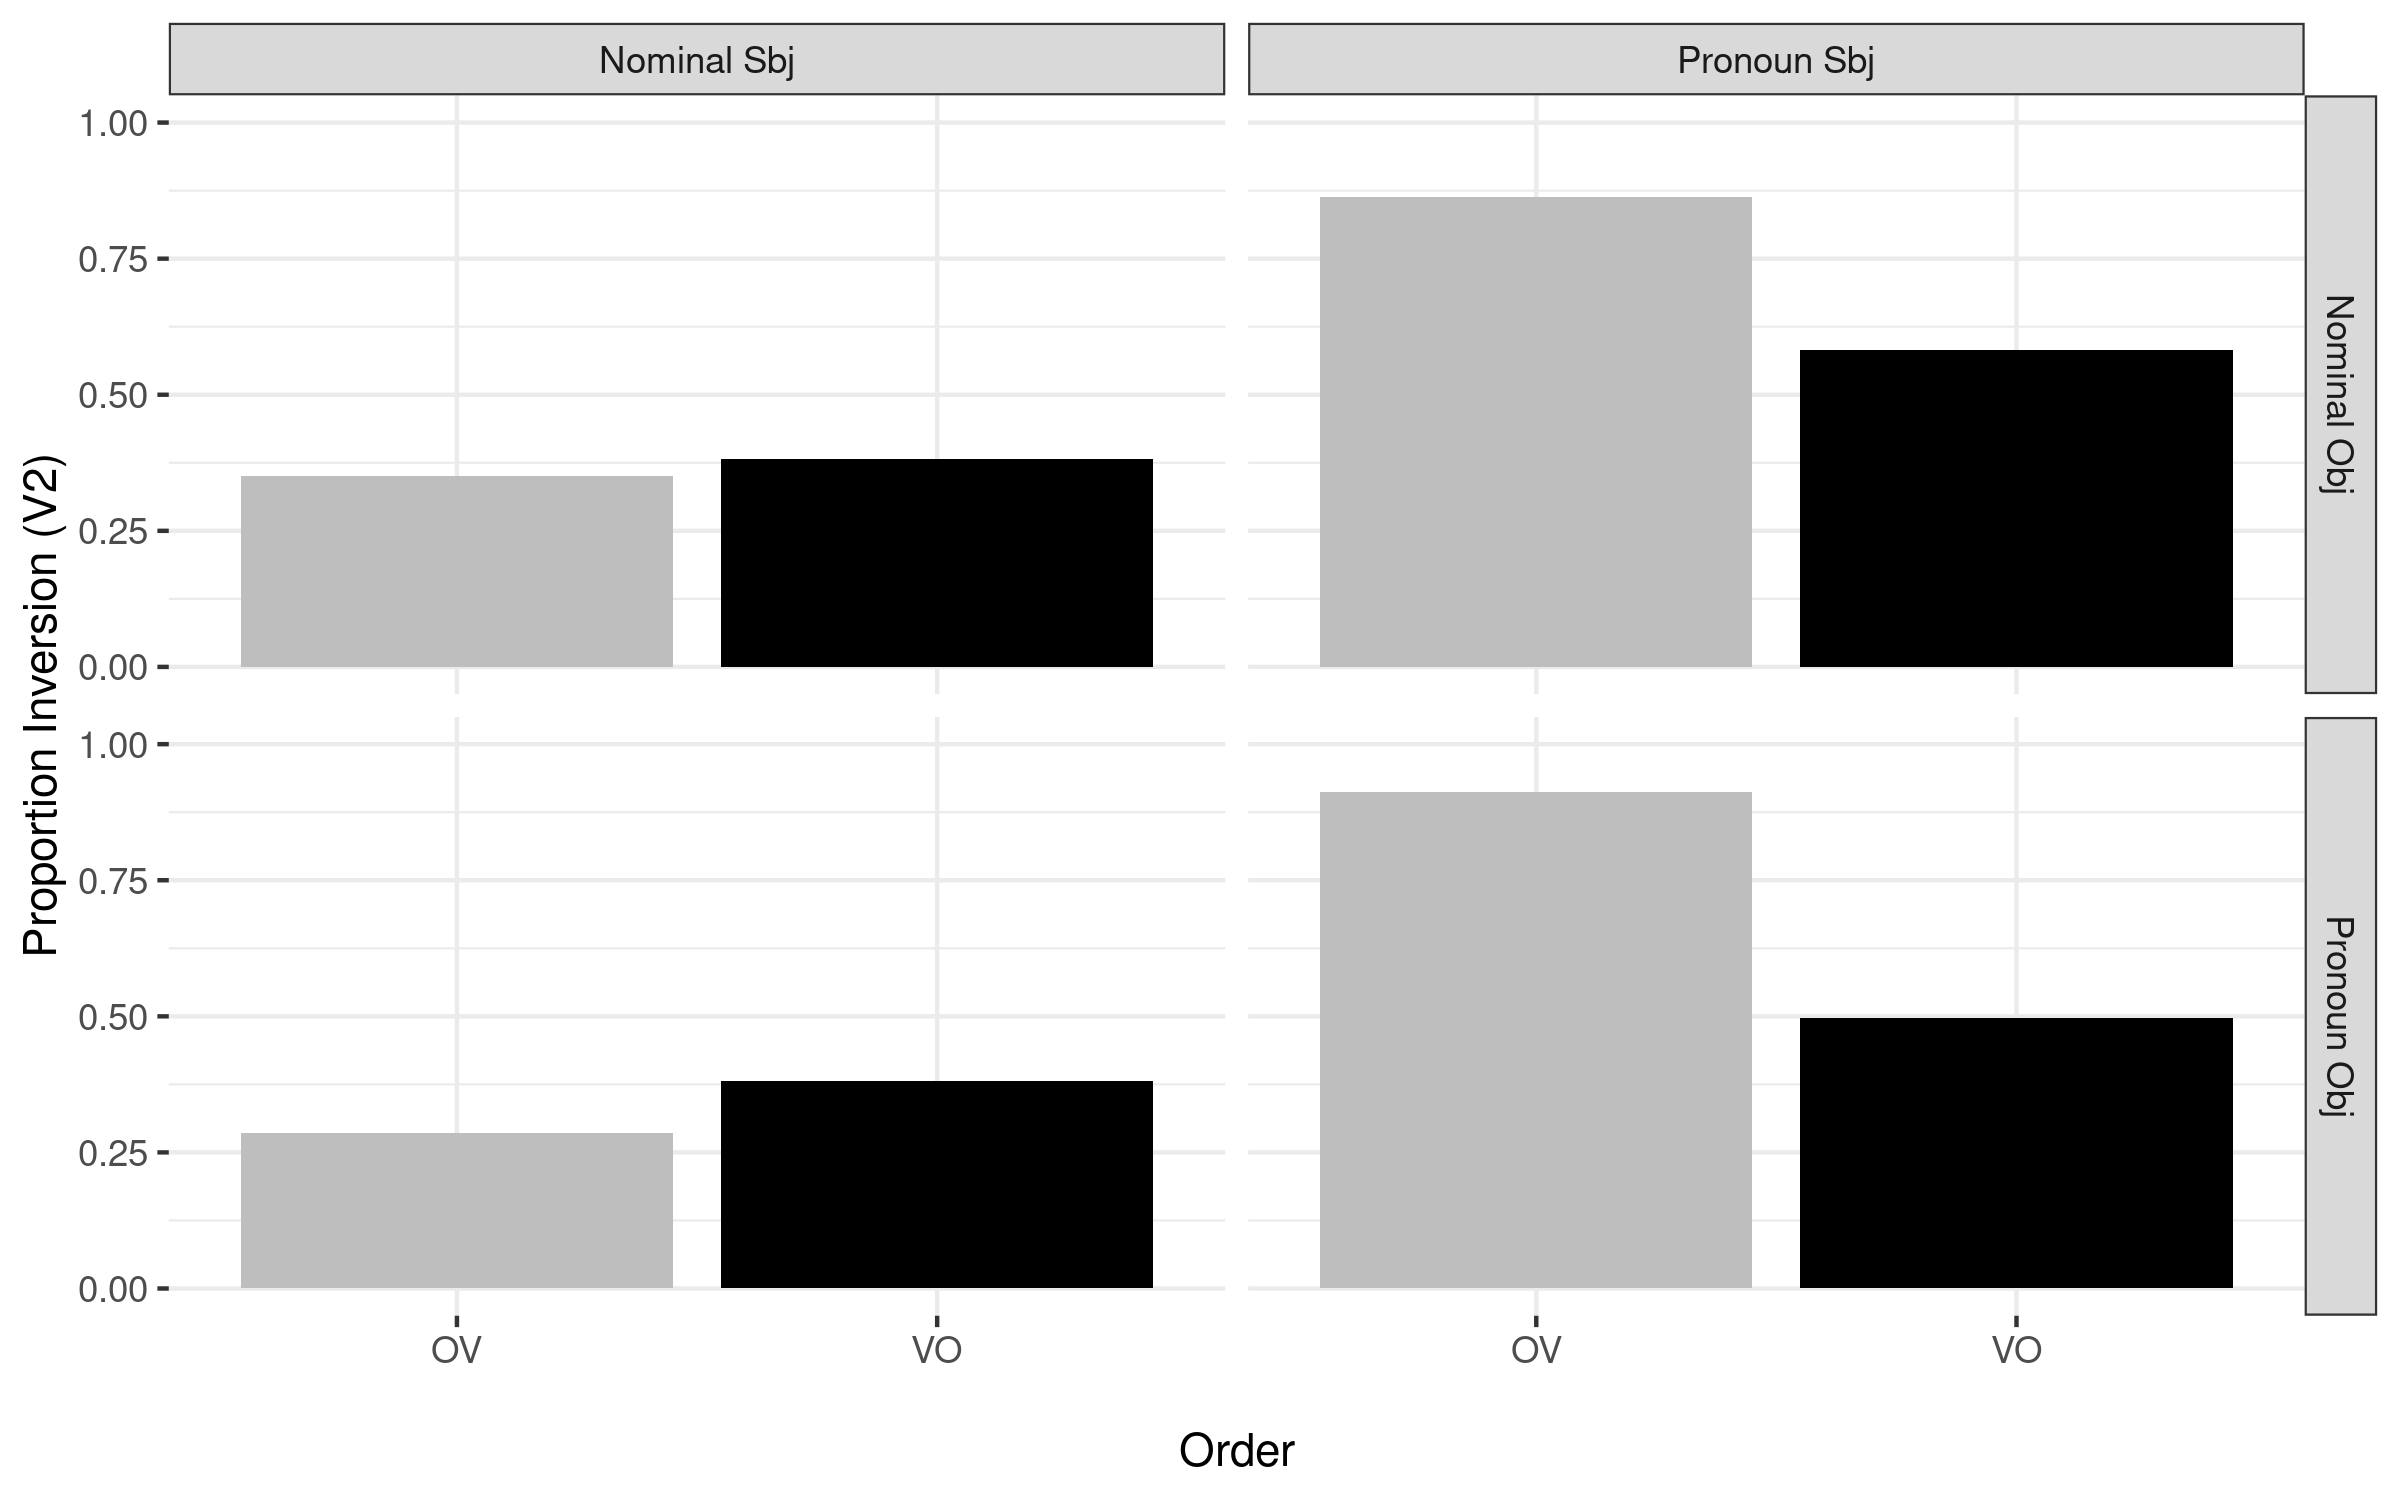 Nominal Sbj
Pronoun Sbj
Nominal Obj
Pronoun Obj
Proportion Inversion (V2)
1.00
0.75
0.50
0.25
0.00
1.00
0.75
0.50
0.25
0.00
OV
VO
OV
VO
Order